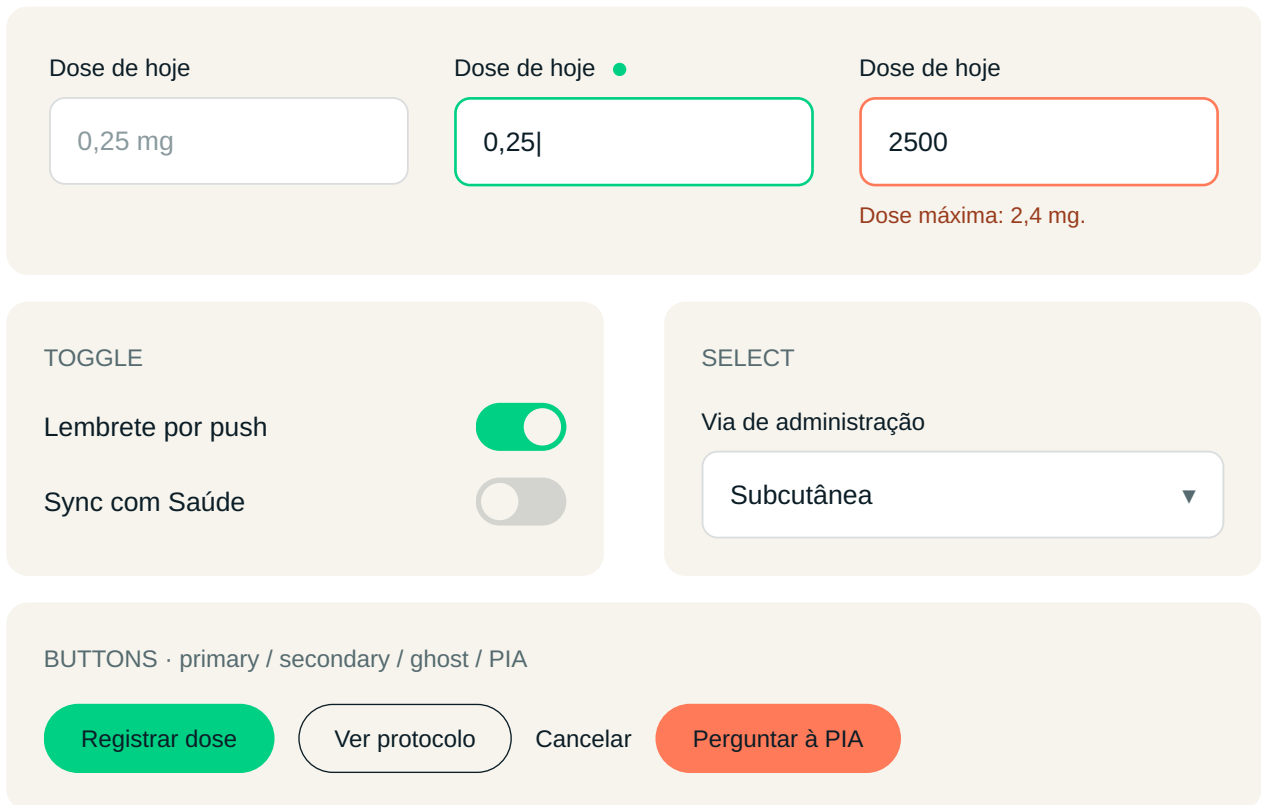 Dose de hoje
0,25 mg
Dose de hoje
0,25|
Dose de hoje
2500
Dose máxima: 2,4 mg.
TOGGLE
Lembrete por push
Sync com Saúde
SELECT
Via de administração
Subcutânea ▼
BUTTONS · primary / secondary / ghost / PIA
Registrar dose
Ver protocolo
Cancelar
Perguntar à PIA